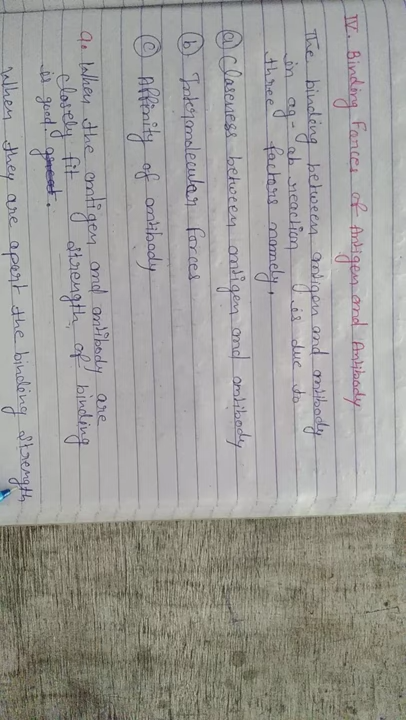 IV. Binding Forces of Antigen and Antibody
The binding between antigen and antibody
in ag-ab reaction is due to
three factors namely,
(a) Closeness between antigen and antibody
(b) Intermolecular forces
(c) Affinity of antibody
a. When the antigen and antibody are
closely fit strength of binding
is good great.
When they are apart the binding strength